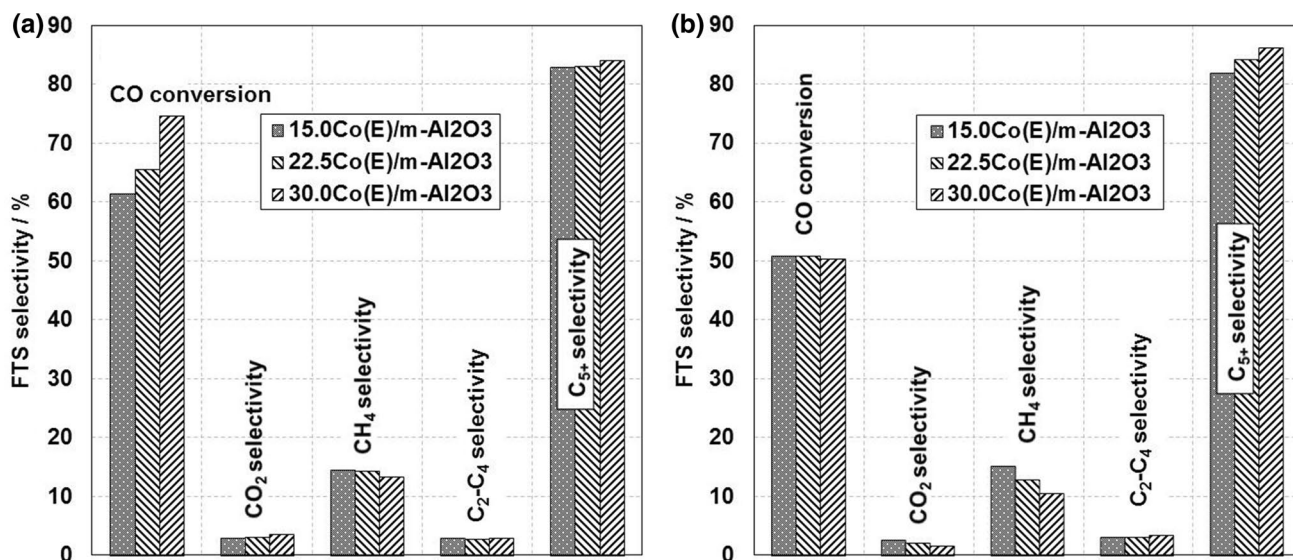 (a)
FTS selectivity / %
90
80
70
60
50
40
30
20
10
0
CO conversion
15.0Co(E)/m-Al2O3
22.5Co(E)/m-Al2O3
30.0Co(E)/m-Al2O3
CO₂ selectivity
CH₄ selectivity
C₂-C₄ selectivity
C₅₊ selectivity
(b)
FTS selectivity / %
90
80
70
60
50
40
30
20
10
0
CO conversion
15.0Co(E)/m-Al2O3
22.5Co(E)/m-Al2O3
30.0Co(E)/m-Al2O3
CO₂ selectivity
CH₄ selectivity
C₂-C₄ selectivity
C₅₊ selectivity